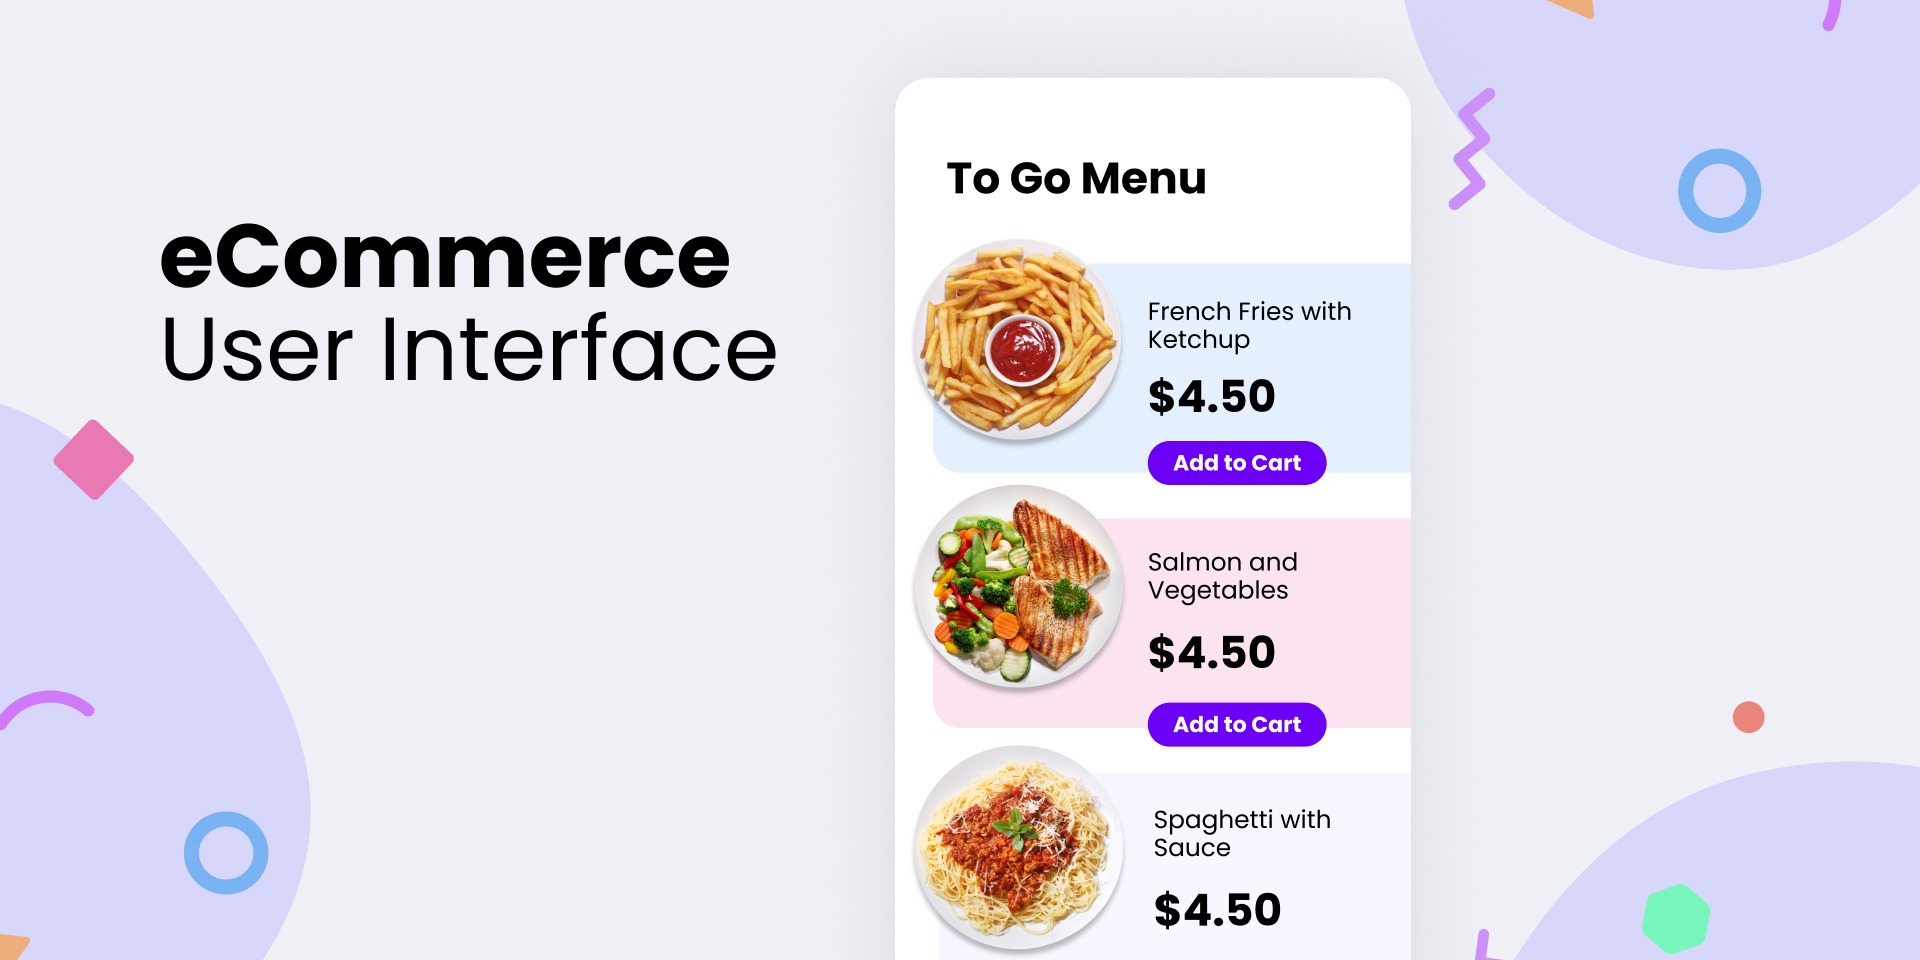 eCommerce
User Interface
To Go Menu
French Fries with
Ketchup
$4.50
Add to Cart
Salmon and
Vegetables
$4.50
Add to Cart
Spaghetti with
Sauce
$4.50